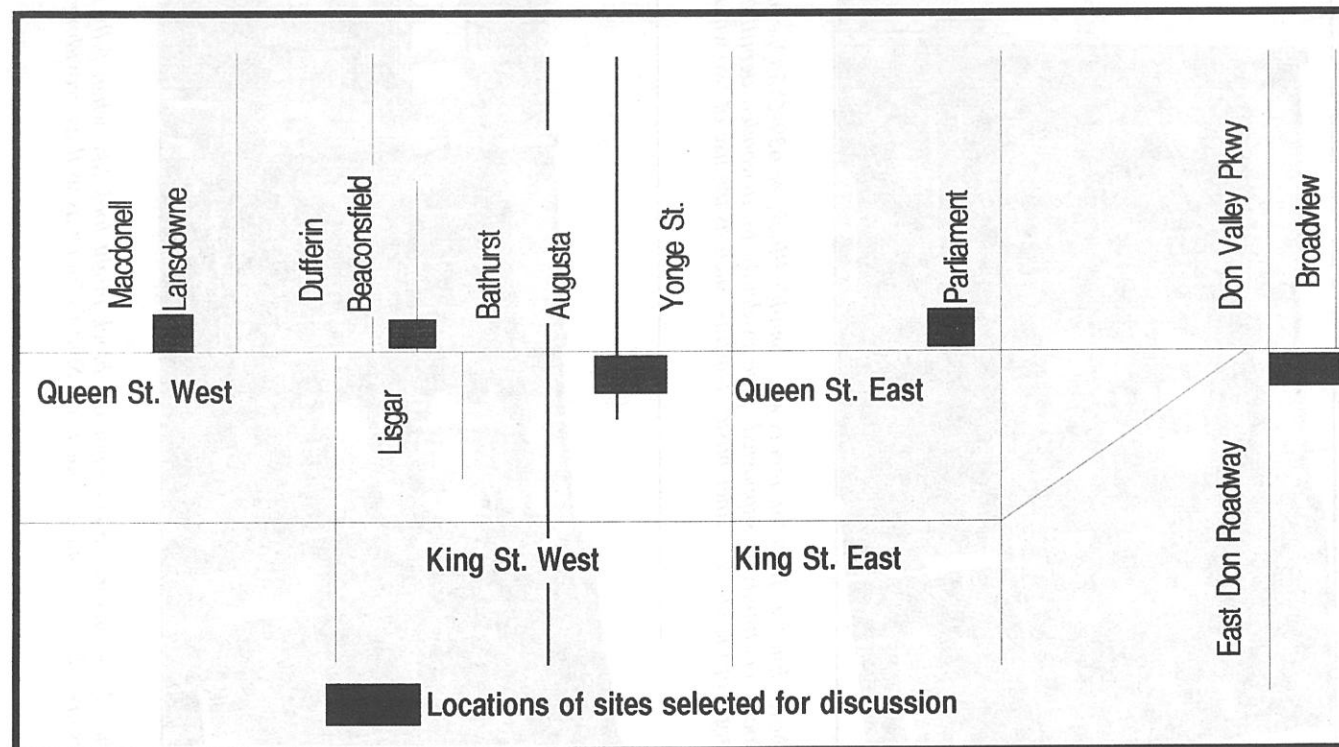 Macdonell
Lansdowne
Dufferin
Beaconsfield
Bathurst
Augusta
Yonge St.
Parliament
Don Valley Pkwy
Broadview
Queen St. West
Lisgar
Queen St. East
East Don Roadway
King St. West
King St. East
Locations of sites selected for discussion